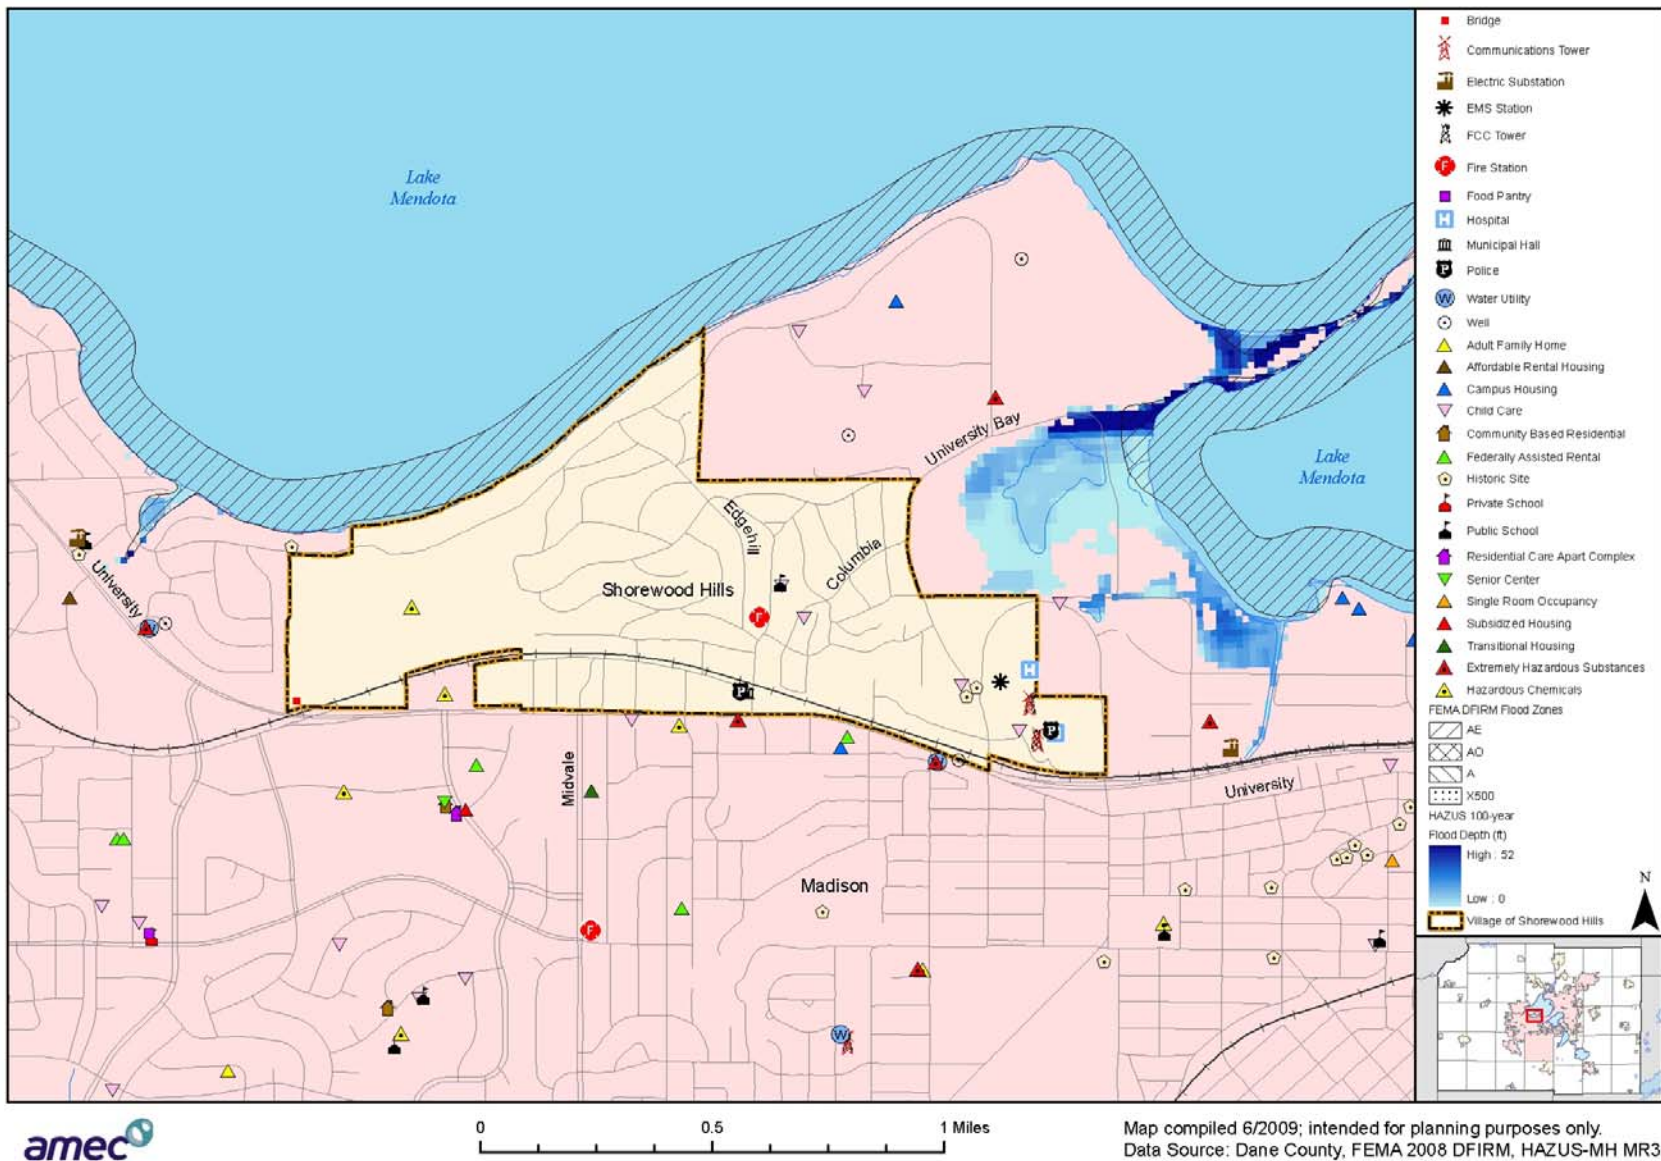 Lake
Mendota
University Bay
Lake
Mendota
Edgehill
Columbia
Shorewood Hills
University
Midvale
University
Madison
Bridge
Communications Tower
Electric Substation
EMS Station
FCC Tower
F Fire Station
Food Pantry
H Hospital
Municipal Hall
P Police
W Water Utility
Well
Adult Family Home
Affordable Rental Housing
Campus Housing
Child Care
Community Based Residential
Federally Assisted Rental
Historic Site
Private School
Public School
Residential Care Apart Complex
Senior Center
Single Room Occupancy
Subsidized Housing
Transitional Housing
Extremely Hazardous Substances
Hazardous Chemicals
FEMA DFIRM Flood Zones
AE
AO
A
X500
HAZUS 100-year
Flood Depth (ft)
High : 52
Low : 0
N
Village of Shorewood Hills
amec
0 0.5 1 Miles
Map compiled 6/2009; intended for planning purposes only.
Data Source: Dane County, FEMA 2008 DFIRM, HAZUS-MH MR3